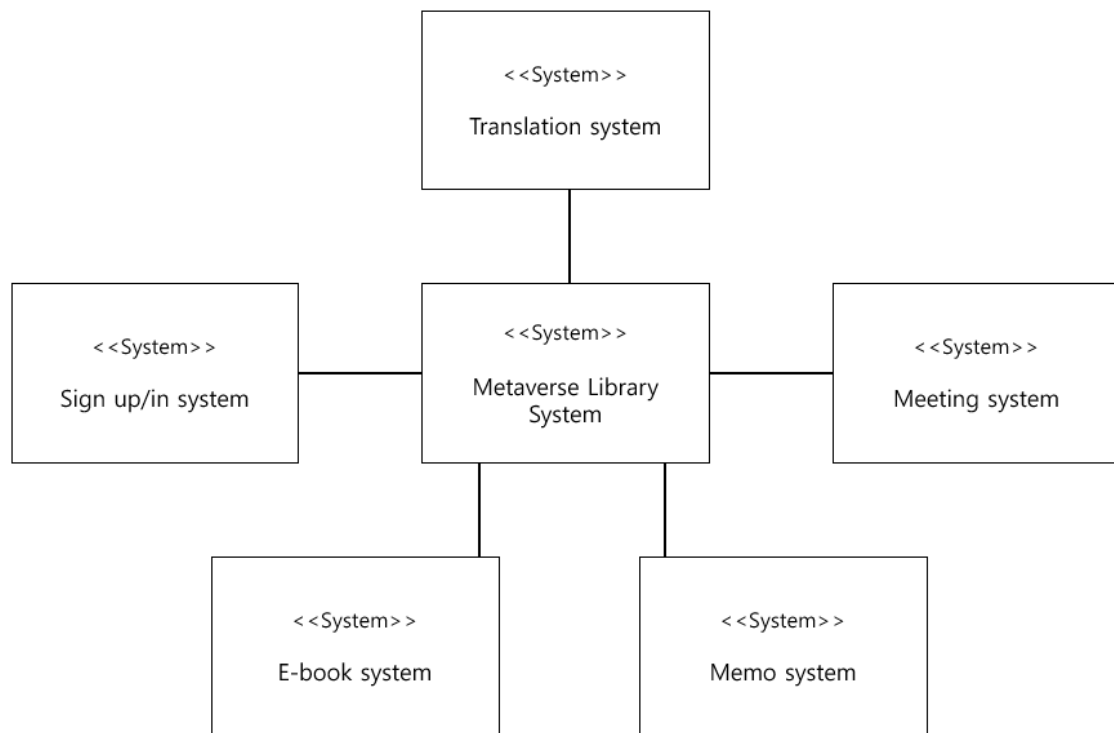 <<System>>
Translation system
<<System>>
Sign up/in system
<<System>>
Metaverse Library
System
<<System>>
Meeting system
<<System>>
E-book system
<<System>>
Memo system